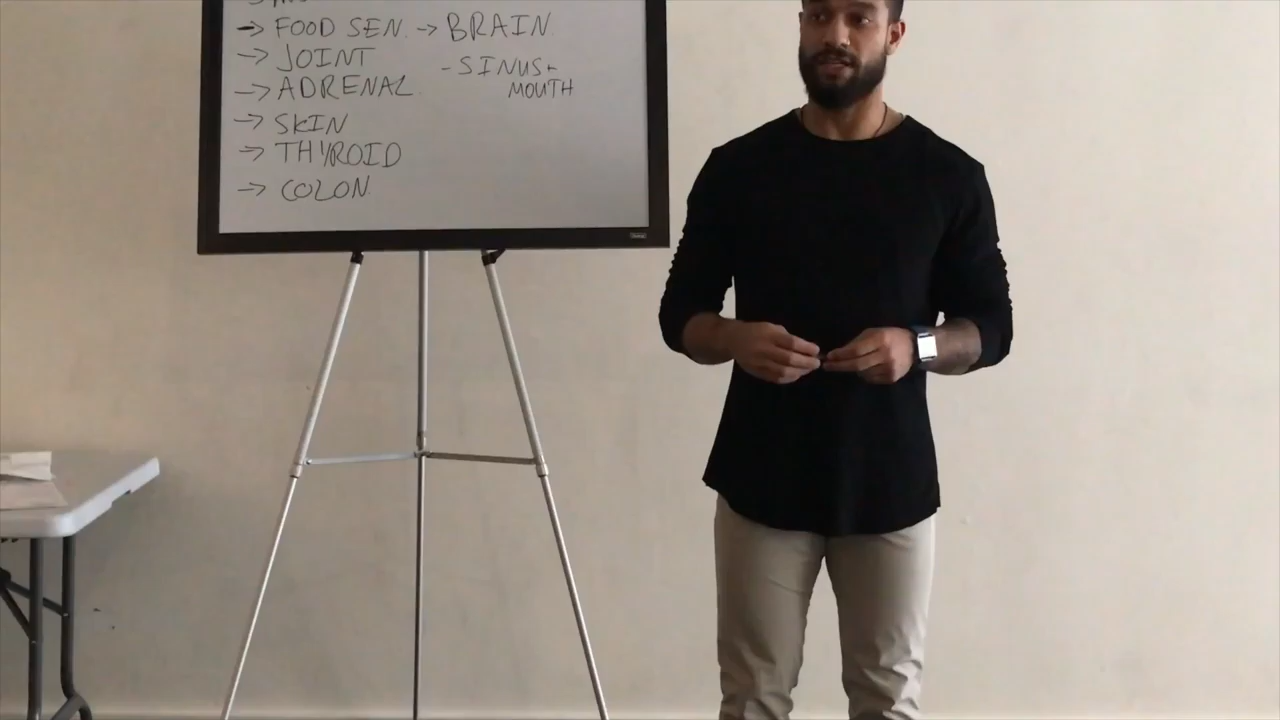 → FOOD SEN. → BRAIN
→ JOINT - SINUS +
MOUTH
→ ADRENAL
→ SKIN
→ THYROID
→ COLON